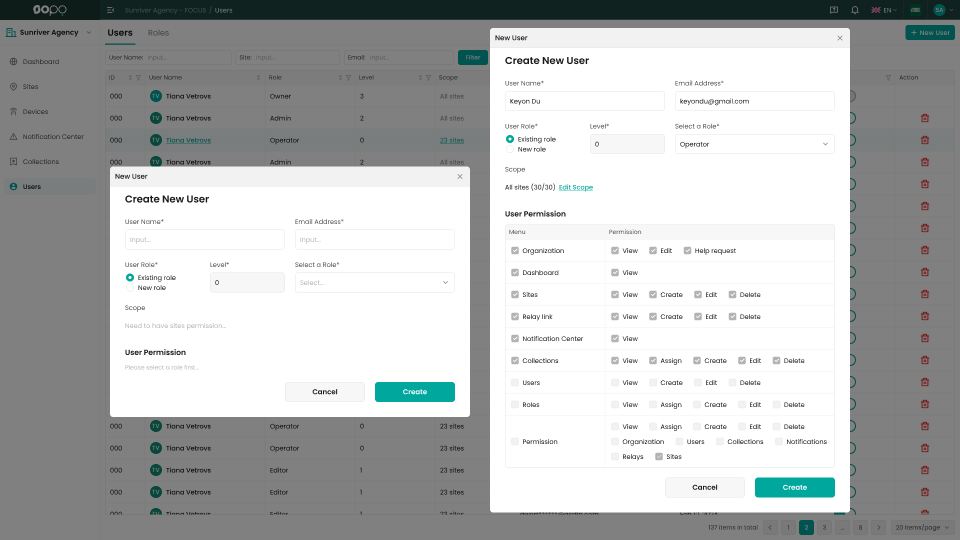 oopo
Sunriver Agency - FOCUS / Users
EN
SA
Sunriver Agency
Dashboard
Sites
Devices
Notification Center
Collections
Users
Users
Roles
+ New User
User Name: Input...
Site: Input...
Email: Input...
Filter
ID
User Name
Role
Level
Scope
Action
000 TV Tiana Vetrovs Owner 3 All sites
000 TV Tiana Vetrovs Admin 2 All sites
000 TV Tiana Vetrovs Operator 0 23 sites
000 TV Tiana Vetrovs Admin 2 All sites
New User
Create New User
User Name*
Email Address*
Input...
Input...
User Role*
Level*
Select a Role*
Existing role
New role
0
Select...
Scope
Need to have sites permission...
User Permission
Please select a role first...
Cancel
Create
000 TV Tiana Vetrovs Operator 0 23 sites
000 TV Tiana Vetrovs Operator 0 23 sites
000 TV Tiana Vetrovs Editor 1 23 sites
000 TV Tiana Vetrovs Editor 1 23 sites
000 Tiana Vetrovs Editor 1 23 sites
New User
Create New User
User Name*
Email Address*
Keyon Du
keyondu@gmail.com
User Role*
Level*
Select a Role*
Existing role
New role
0
Operator
Scope
All sites (30/30) Edit Scope
User Permission
Menu
Permission
Organization View Edit Help request
Dashboard View
Sites View Create Edit Delete
Relay link View Create Edit Delete
Notification Center View
Collections View Assign Create Edit Delete
Users View Create Edit Delete
Roles View Assign Create Edit Delete
View Assign Create Edit Delete
Permission Organization Users Collections Notifications
Relays Sites
Cancel
Create
137 items in total
1 2 3 ... 8
20 items/page